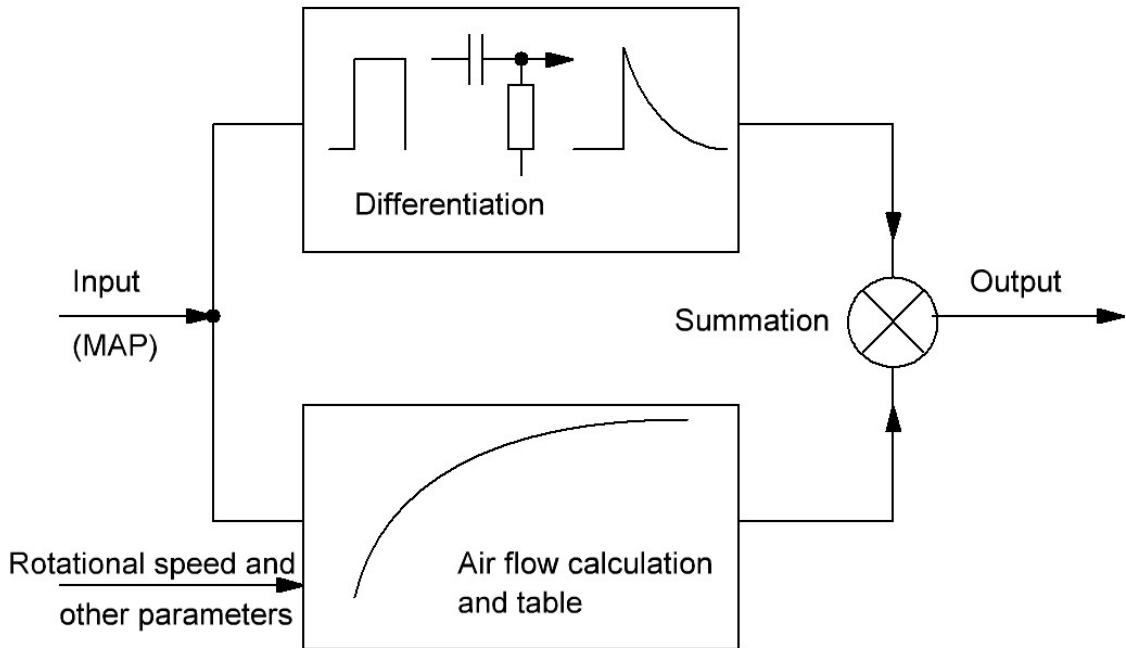 Differentiation
Input
(MAP)
Summation
Output
Rotational speed and
other parameters
Air flow calculation
and table